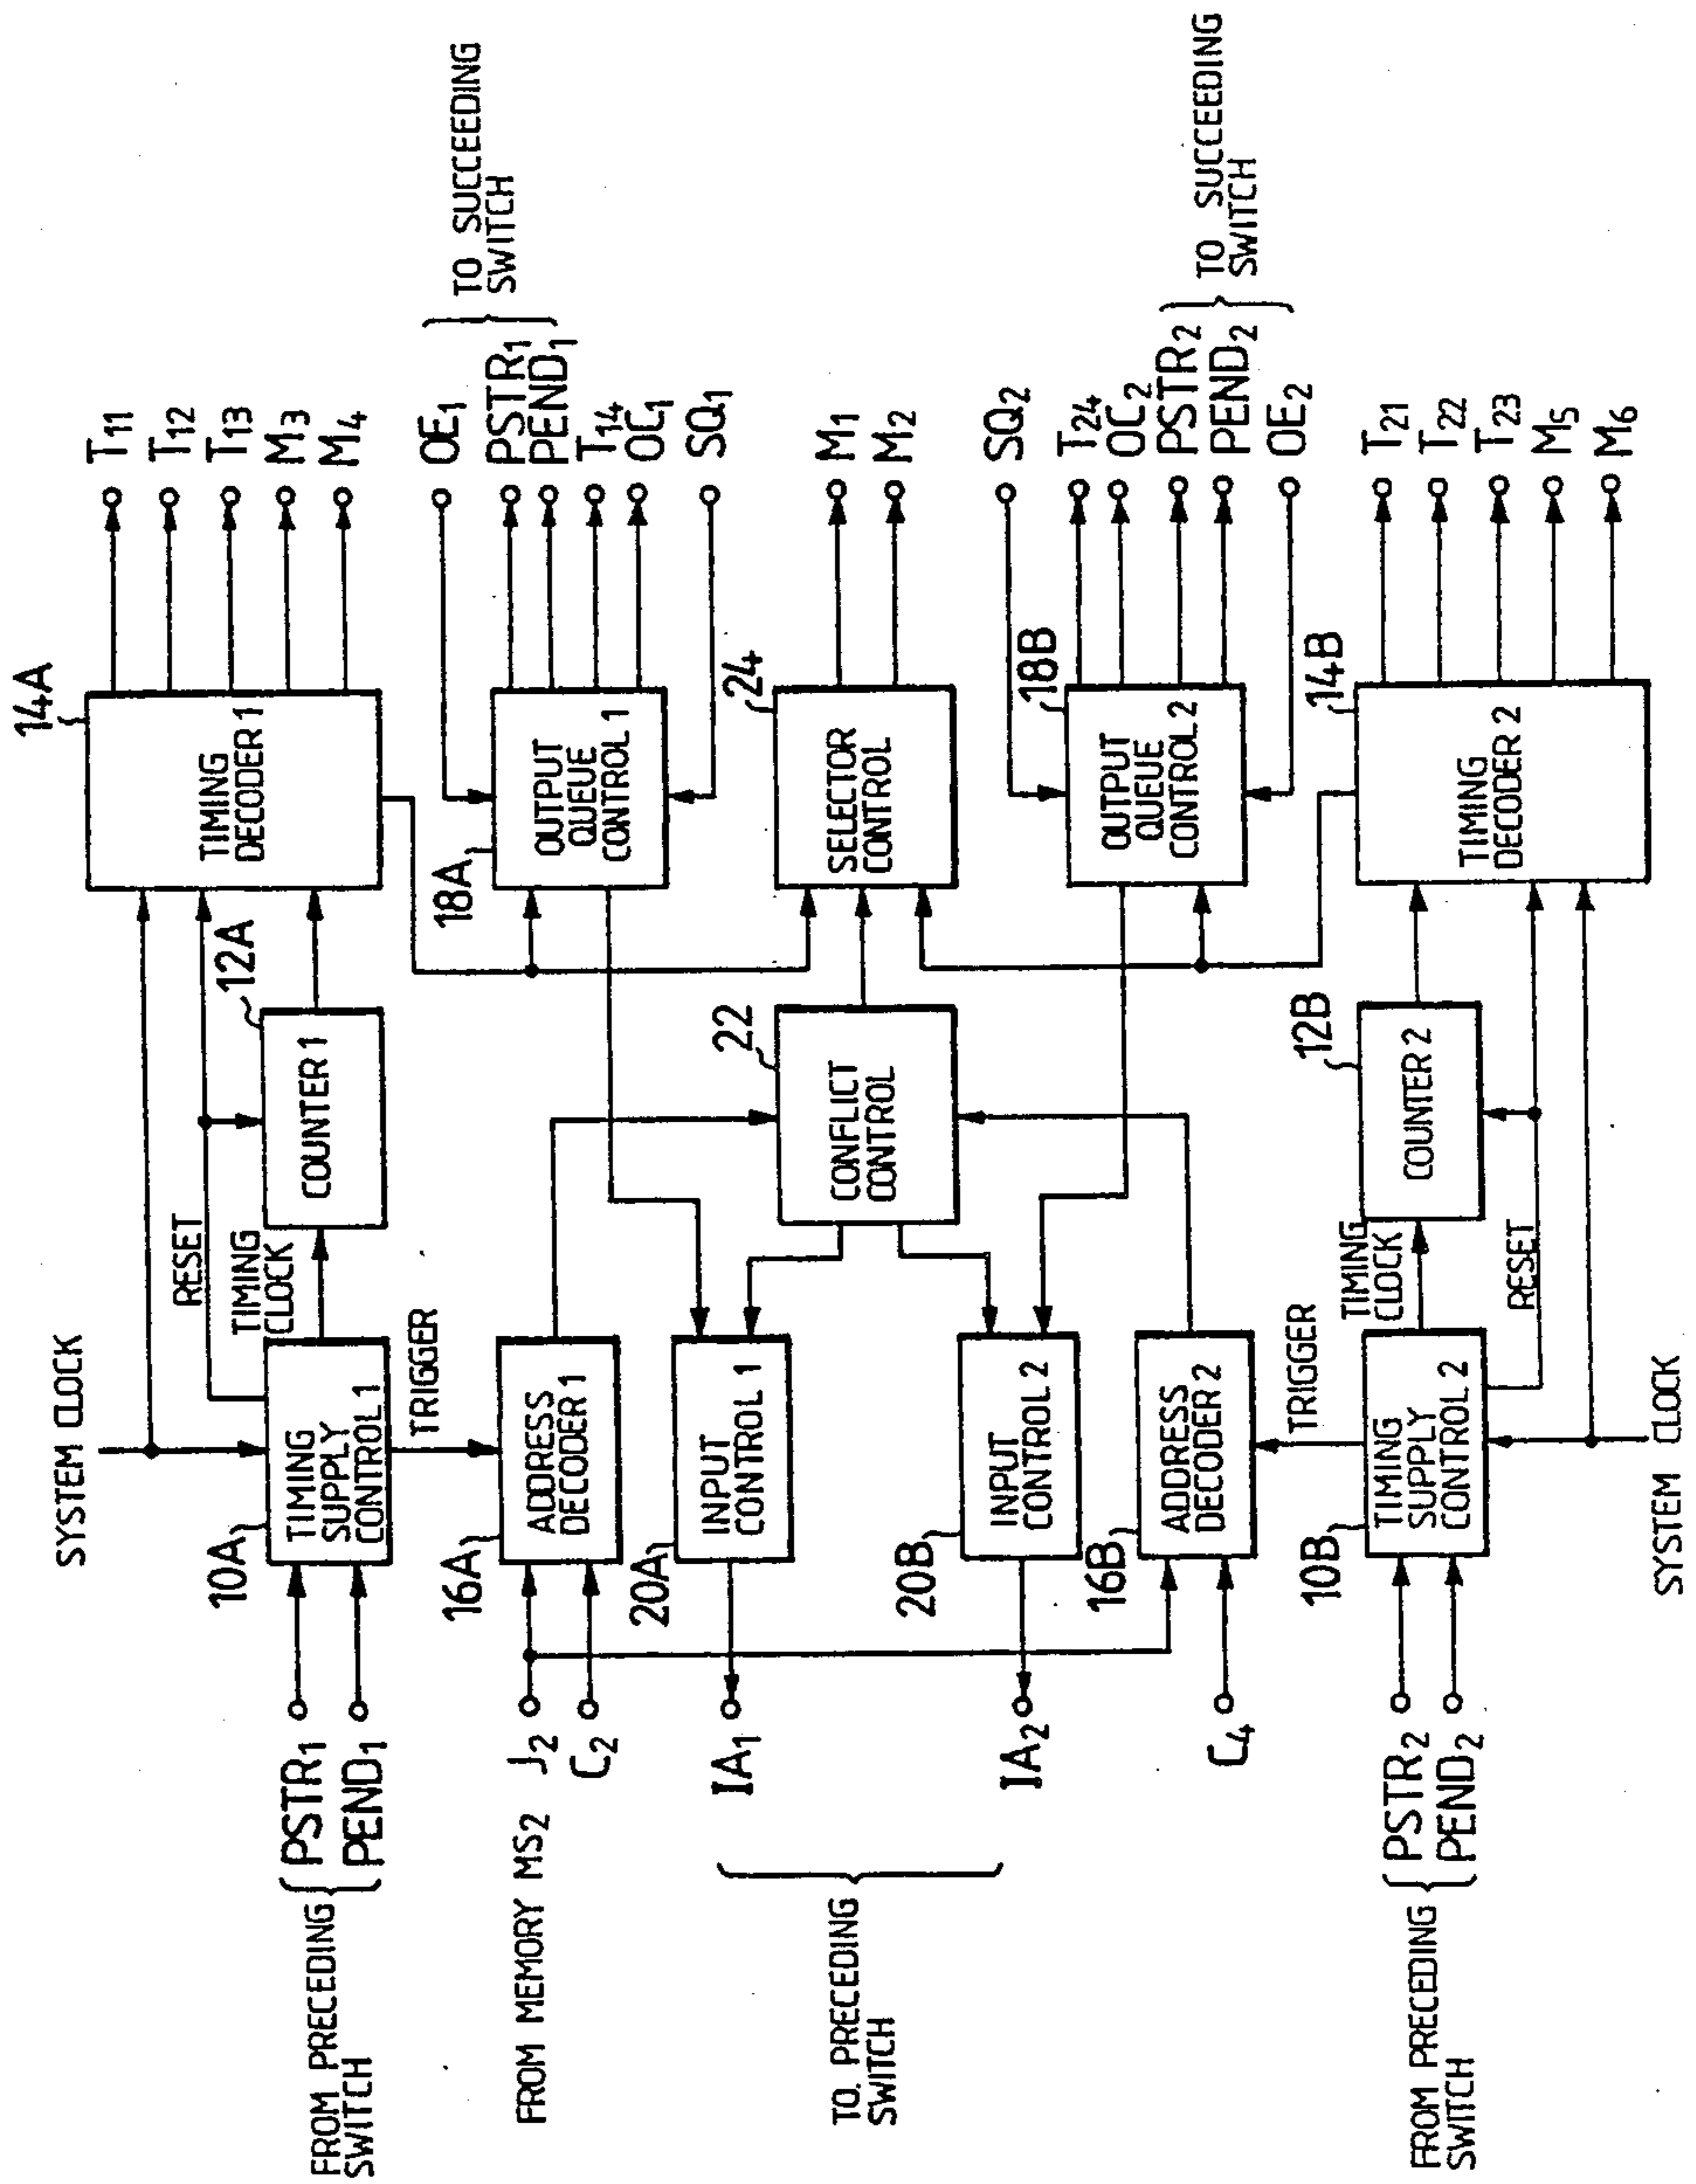 SYSTEM CLOCK
FROM PRECEDING
SWITCH
PSTR1
PEND1
10A
TIMING
SUPPLY
CONTROL 1
RESET
TIMING
CLOCK
TRIGGER
12A
COUNTER 1
14A
TIMING
DECODER 1
T11
T12
T13
M3
M4
FROM MEMORY MS2
J2
C2
16A
ADDRESS
DECODER 1
18A
OUTPUT
QUEUE
CONTROL 1
OE1
PSTR1
PEND1
T14
OC1
SQ1
TO SUCCEEDING
SWITCH
TO PRECEDING
SWITCH
IA1
20A
INPUT
CONTROL 1
22
CONFLICT
CONTROL
24
SELECTOR
CONTROL
M1
M2
IA2
20B
INPUT
CONTROL 2
C4
16B
ADDRESS
DECODER 2
18B
OUTPUT
QUEUE
CONTROL 2
SQ2
T24
OC2
PSTR2
PEND2
OE2
TO SUCCEEDING
SWITCH
TRIGGER
FROM PRECEDING
SWITCH
PSTR2
PEND2
10B
TIMING
SUPPLY
CONTROL 2
TIMING
CLOCK
RESET
12B
COUNTER 2
14B
TIMING
DECODER 2
T21
T22
T23
M5
M6
SYSTEM CLOCK